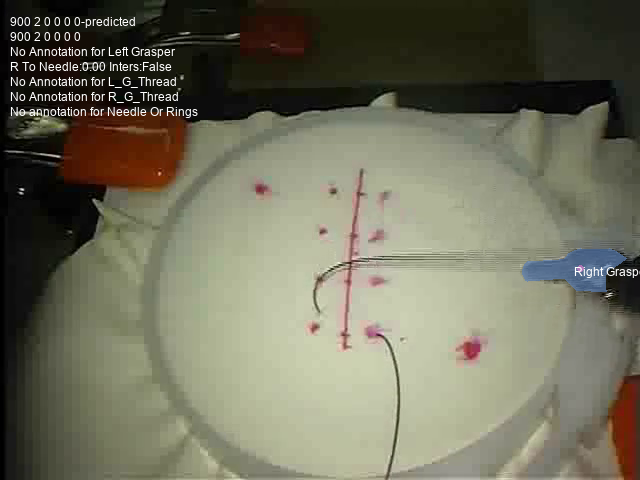 900 2 0 0 0 0-predicted
900 2 0 0 0 0
No Annotation for Left Grasper
R To Needle:0.00 Inters:False
No Annotation for L_G_Thread
No Annotation for R_G_Thread
No annotation for Needle Or Rings
Right Graspe